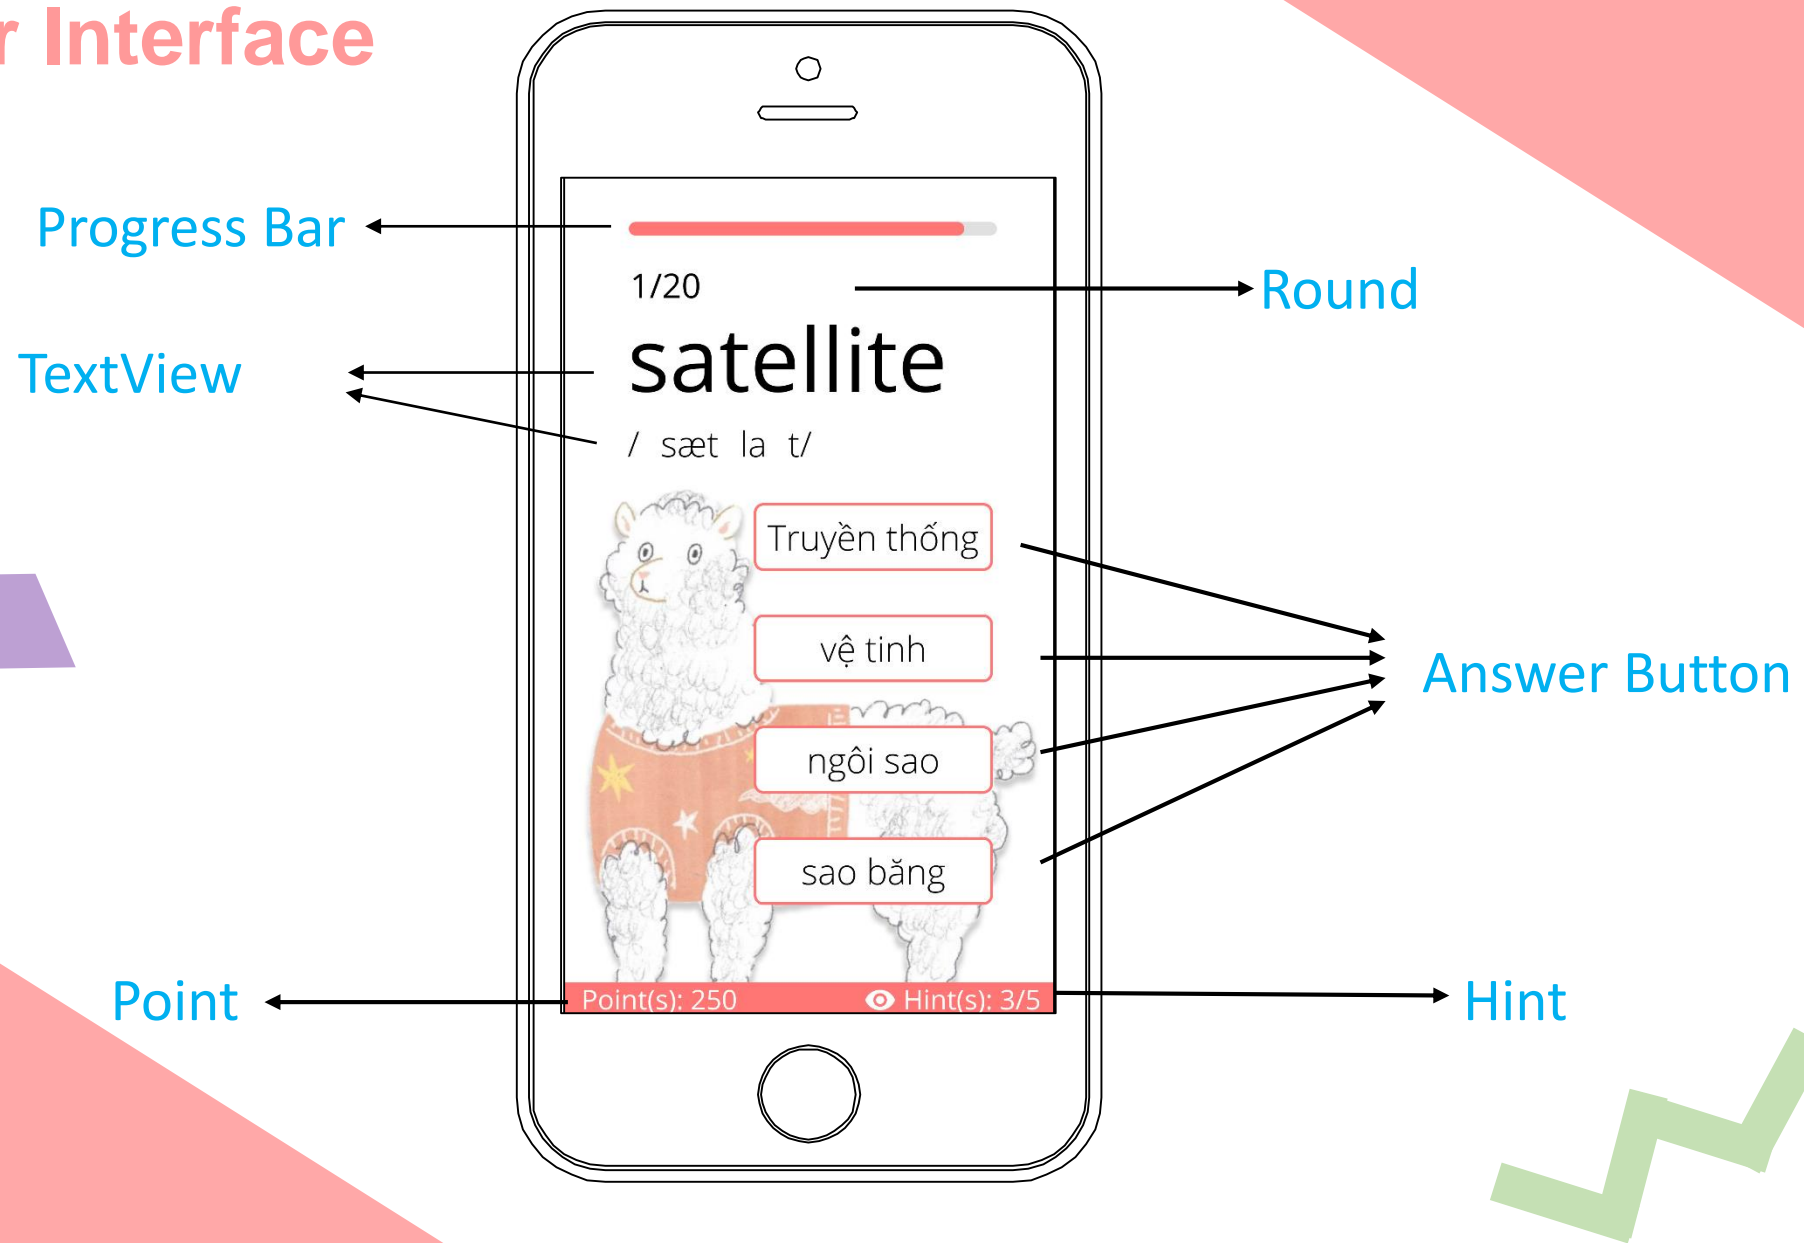 r Interface
Progress Bar
1/20
Round
satellite
TextView
/ sæt la t/
Truyền thống
vệ tinh
Answer Button
ngôi sao
sao băng
Point
Point(s): 250
Hint(s): 3/5
Hint